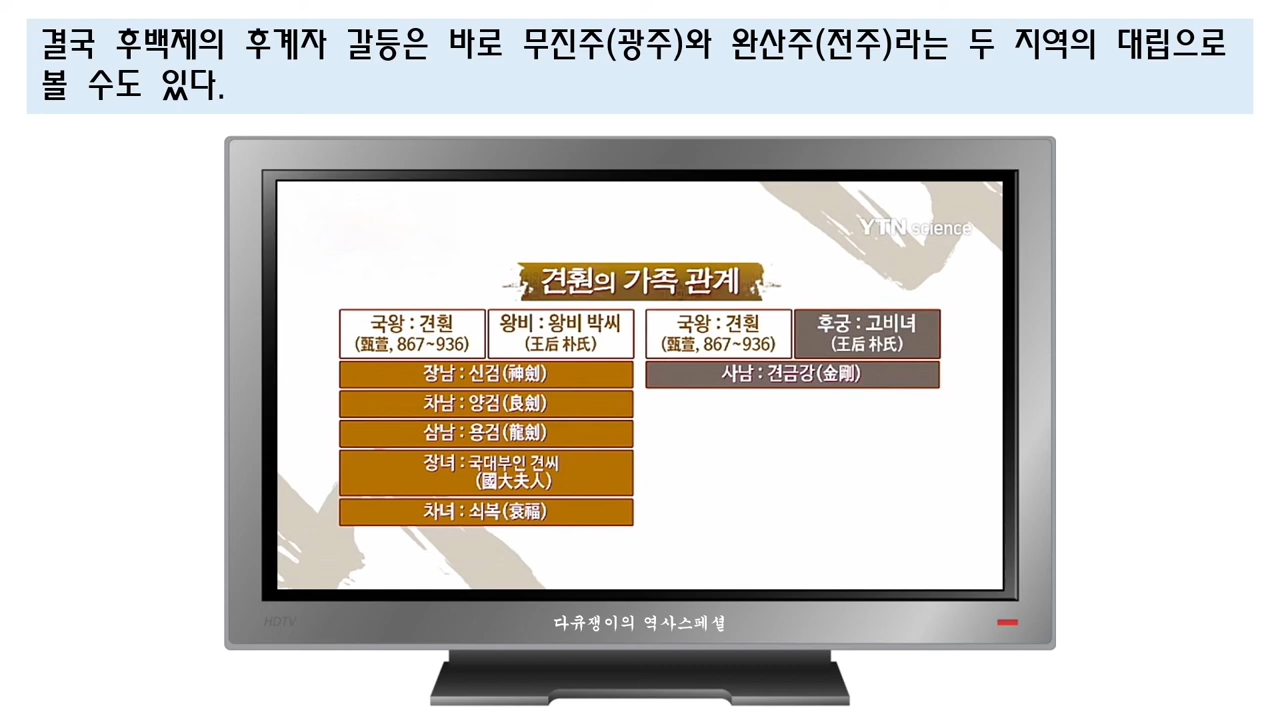 결국 후백제의 후계자 갈등은 바로 무진주(광주)와 완산주(전주)라는 두 지역의 대립으로
볼 수도 있다.
YTN science
견훤의 가족 관계
국왕 : 견훤
(甄萱, 867~936)
왕비 : 왕비 박씨
(王后 朴氏)
장남 : 신검(神劍)
차남 : 양검(良劍)
삼남 : 용검(龍劍)
장녀 : 국대부인 견씨
(國大夫人)
차녀 : 쇠복(衰福)
국왕 : 견훤
(甄萱, 867~936)
후궁 : 고비녀
(王后 朴氏)
사남 : 견금강(金剛)
HDTV
다큐쟁이의 역사스페셜